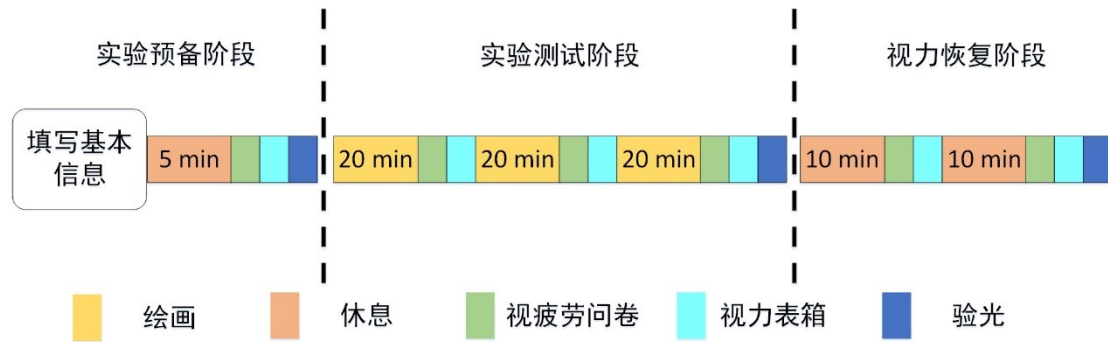 实验预备阶段
实验测试阶段
视力恢复阶段
填写基本
信息
5 min
20 min
20 min
20 min
10 min
10 min
绘画
休息
视疲劳问卷
视力表箱
验光